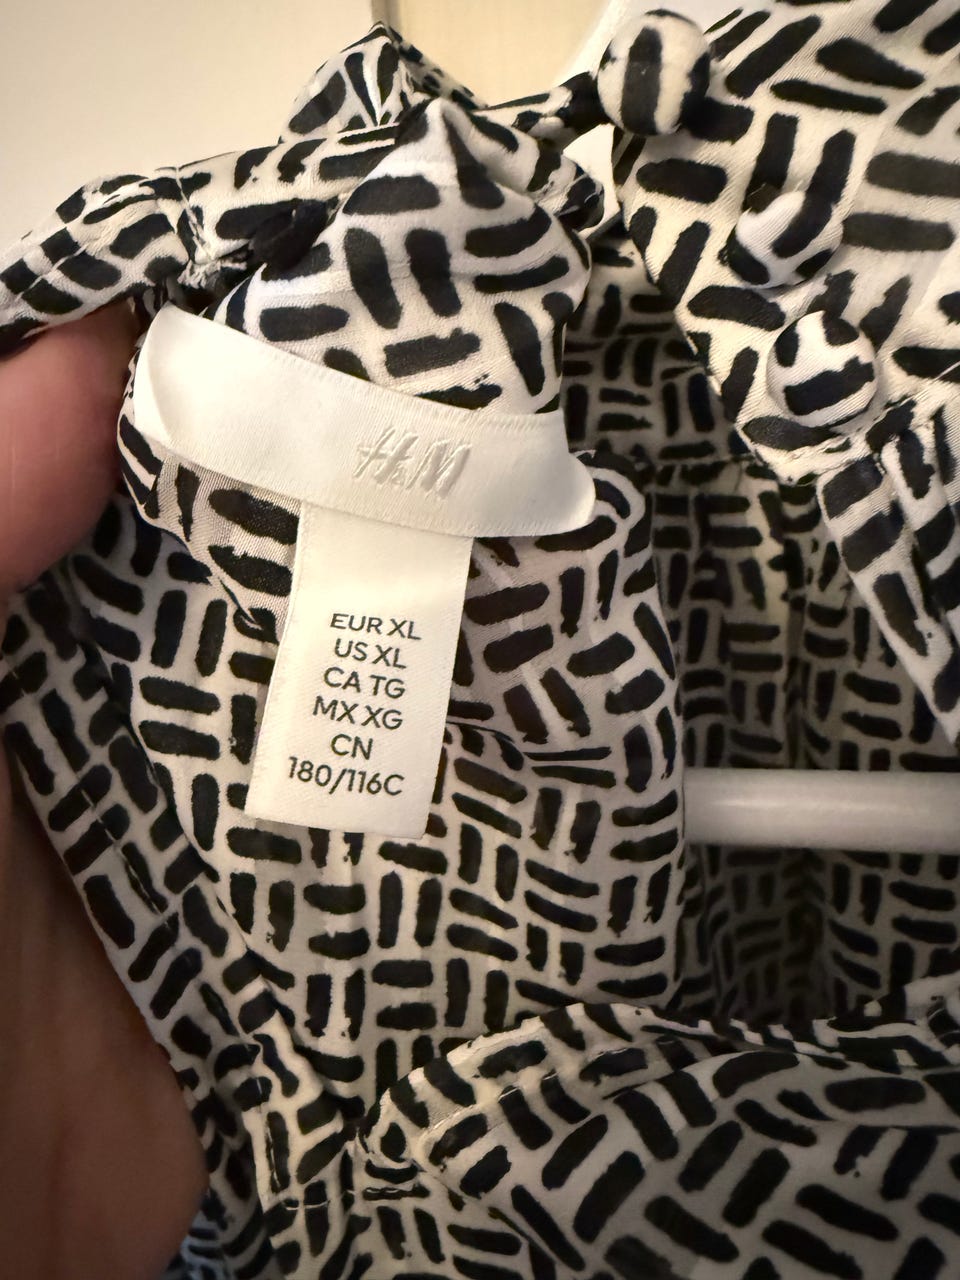 H&M
EUR XL
US XL
CA TG
MX XG
CN
180/116C